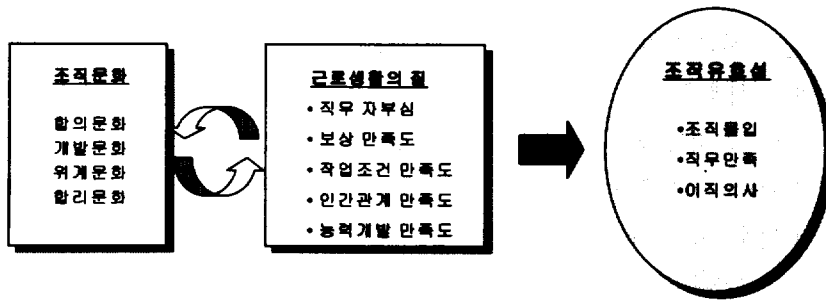 조직문화
합의문화
개발문화
위계문화
합리문화
근로생활의 질
• 직무 자부심
• 보상 만족도
• 작업조건 만족도
• 인간관계 만족도
• 능력개발 만족도
조직유효성
•조직몰입
•직무만족
•이직의사